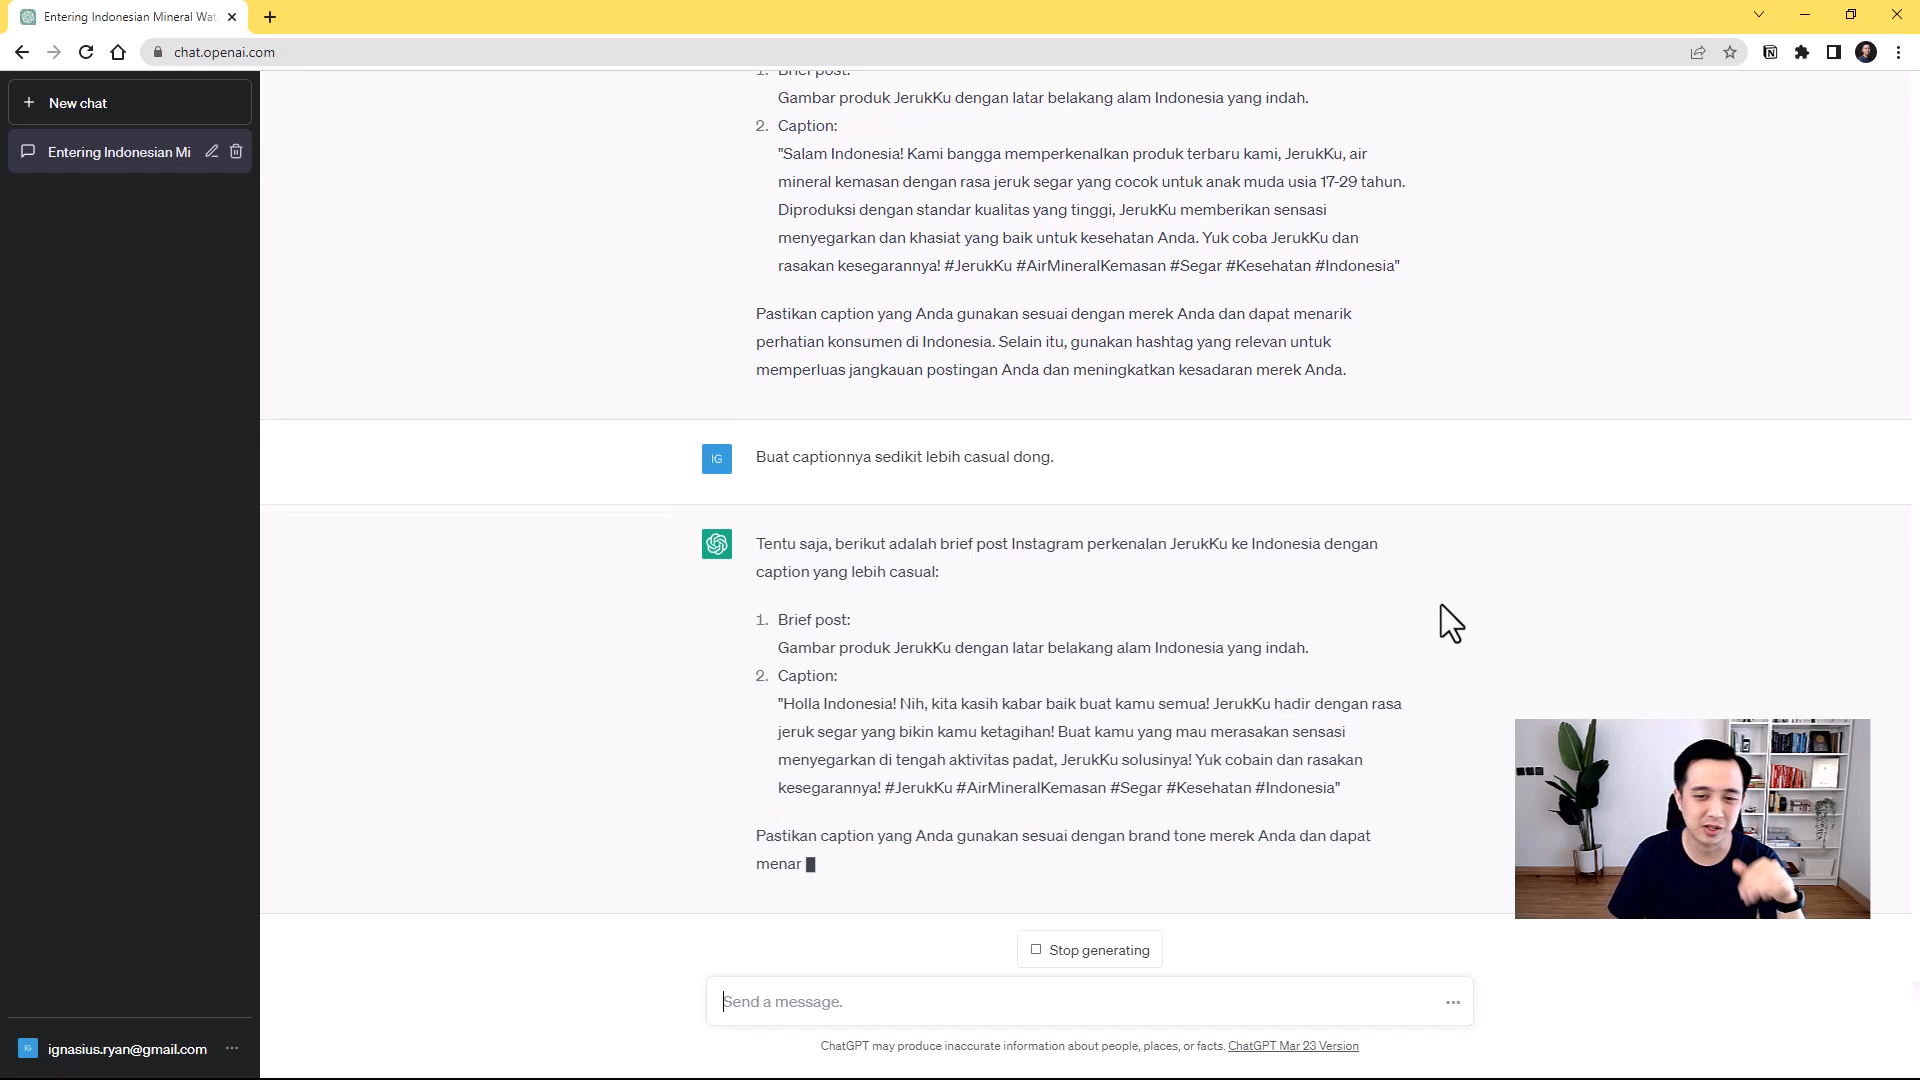 Entering Indonesian Mineral Wat
chat.openai.com
New chat
Entering Indonesian Mi
1. Brief post:
Gambar produk JerukKu dengan latar belakang alam Indonesia yang indah.
2. Caption:
"Salam Indonesia! Kami bangga memperkenalkan produk terbaru kami, JerukKu, air
mineral kemasan dengan rasa jeruk segar yang cocok untuk anak muda usia 17-29 tahun.
Diproduksi dengan standar kualitas yang tinggi, JerukKu memberikan sensasi
menyegarkan dan khasiat yang baik untuk kesehatan Anda. Yuk coba JerukKu dan
rasakan kesegarannya! #JerukKu #AirMineralKemasan #Segar #Kesehatan #Indonesia"
Pastikan caption yang Anda gunakan sesuai dengan merek Anda dan dapat menarik
perhatian konsumen di Indonesia. Selain itu, gunakan hashtag yang relevan untuk
memperluas jangkauan postingan Anda dan meningkatkan kesadaran merek Anda.
IG
Buat captionnya sedikit lebih casual dong.
Tentu saja, berikut adalah brief post Instagram perkenalan JerukKu ke Indonesia dengan
caption yang lebih casual:
1. Brief post:
Gambar produk JerukKu dengan latar belakang alam Indonesia yang indah.
2. Caption:
"Holla Indonesia! Nih, kita kasih kabar baik buat kamu semua! JerukKu hadir dengan rasa
jeruk segar yang bikin kamu ketagihan! Buat kamu yang mau merasakan sensasi
menyegarkan di tengah aktivitas padat, JerukKu solusinya! Yuk cobain dan rasakan
kesegarannya! #JerukKu #AirMineralKemasan #Segar #Kesehatan #Indonesia"
Pastikan caption yang Anda gunakan sesuai dengan brand tone merek Anda dan dapat
menar
Stop generating
Send a message.
ChatGPT may produce inaccurate information about people, places, or facts. ChatGPT Mar 23 Version
IG
ignasius.ryan@gmail.com